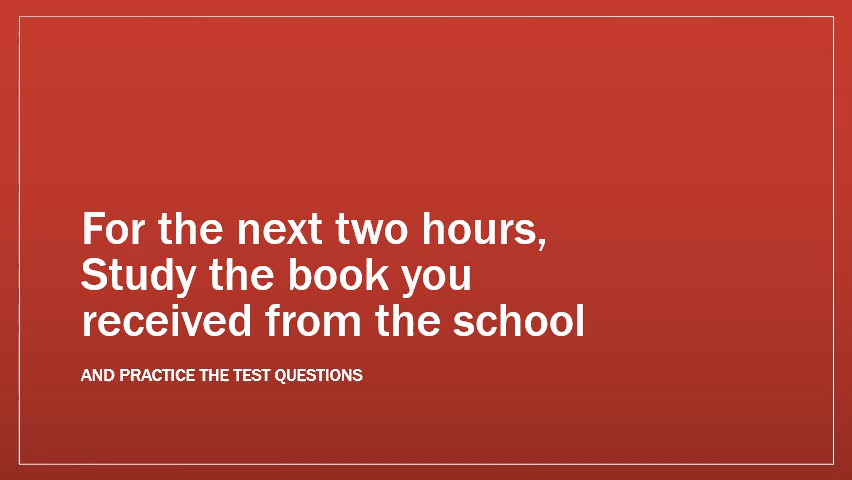 For the next two hours,
Study the book you
received from the school
AND PRACTICE THE TEST QUESTIONS